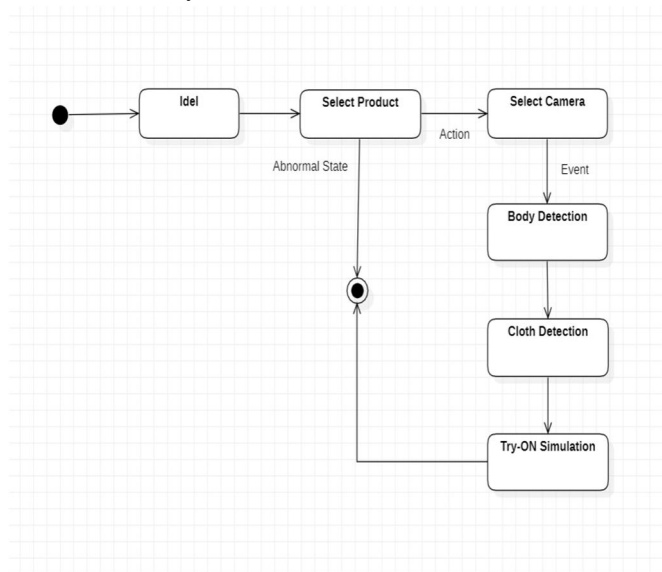 Idel
Select Product
Select Camera
Action
Abnormal State
Event
Body Detection
Cloth Detection
Try-ON Simulation